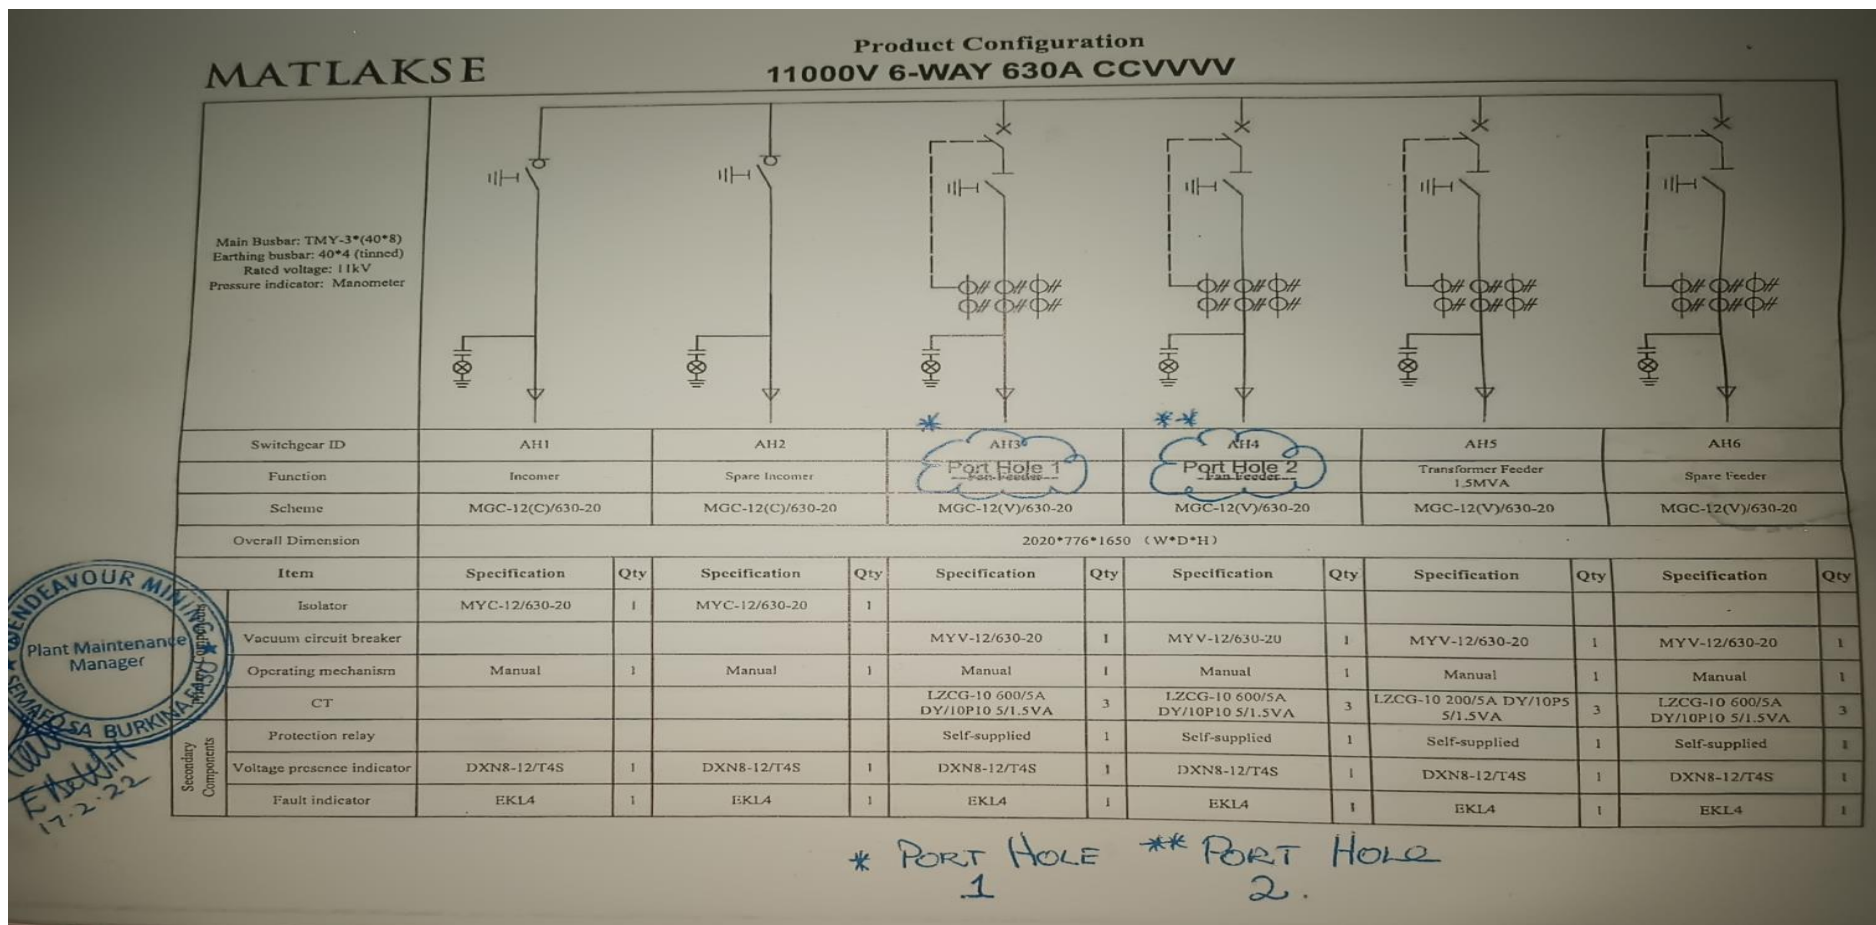 Product Configuration
MATLAKSE
11000V 6-WAY 630A CCVVVV
Main Busbar: TMY-3*(40*8)
Earthing busbar: 40*4 (tinned)
Rated voltage: 11kV
Pressure indicator: Manometer
* **
Switchgear ID AH1 AH2 AH3 AH4 AH5 AH6
Function Incomer Spare Incomer Port Hole 1 Fan Feeder Port Hole 2 Fan Feeder Transformer Feeder 1.5MVA Spare Feeder
Scheme MGC-12(C)/630-20 MGC-12(C)/630-20 MGC-12(V)/630-20 MGC-12(V)/630-20 MGC-12(V)/630-20 MGC-12(V)/630-20
Overall Dimension 2020*776*1650 (W*D*H)
Item Specification Qty Specification Qty Specification Qty Specification Qty Specification Qty Specification Qty
Isolator MYC-12/630-20 1 MYC-12/630-20 1
Vacuum circuit breaker MYV-12/630-20 1 MYV-12/630-20 1 MYV-12/630-20 1 MYV-12/630-20 1
Operating mechanism Manual 1 Manual 1 Manual 1 Manual 1 Manual 1 Manual 1
CT LZCG-10 600/5A DY/10P10 5/1.5VA 3 LZCG-10 600/5A DY/10P10 5/1.5VA 3 LZCG-10 200/5A DY/10P5 5/1.5VA 3 LZCG-10 600/5A DY/10P10 5/1.5VA 3
Protection relay Self-supplied 1 Self-supplied 1 Self-supplied 1 Self-supplied 1
Voltage presence indicator DXN8-12/T4S 1 DXN8-12/T4S 1 DXN8-12/T4S 1 DXN8-12/T4S 1 DXN8-12/T4S 1 DXN8-12/T4S 1
Fault indicator EKL4 1 EKL4 1 EKL4 1 EKL4 1 EKL4 1 EKL4 1
Components
Secondary
Components
ENDEAVOUR MINING
Plant Maintenance
Manager
SEMAFO SA BURKINA FASO
17-2-22
* PORT HOLE ** PORT HOLE
1 2.